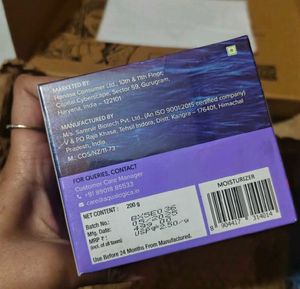 MARKETED BY:
Honasa Consumer Ltd., 10th & 11th Floor,
Capital Cyberscape, Sector 59, Gurugram,
Haryana, India – 122101
MANUFACTURED BY:
M/s. Sarvvir Biotech Pvt. Ltd., (An ISO 9001:2015 certified company)
V & PO Raja Khasa, Tehsil Indora, Distt. Kangra – 176401, Himachal
Pradesh, India.
M.: COS/NZ/11-73
FOR QUERIES, CONTACT
Customer Care Manager
care@aqualogica.in
NET CONTENT: 200 g
Batch No.:
Mfg. Date:
MRP ₹:
(Incl. of all taxes)
Use Before 24 Months From Manufactured.
MOISTURIZER